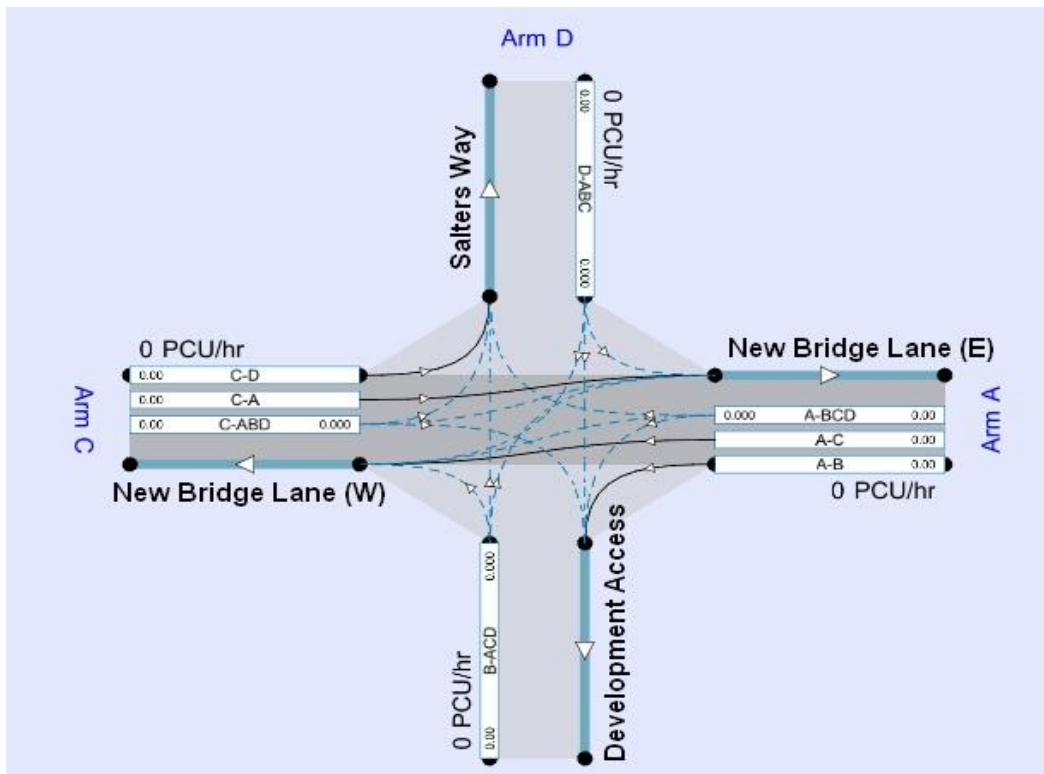 Arm D
0.00
D-ABC
0.000
0 PCU/hr
Salters Way
0 PCU/hr
0.00 C-D
0.00 C-A
0.00 C-ABD 0.000
Arm C
New Bridge Lane (W)
New Bridge Lane (E)
0.000 A-BCD 0.00
A-C 0.00
A-B 0.00
Arm A
0 PCU/hr
0.000
B-ACD
0.00
0 PCU/hr
Development Access